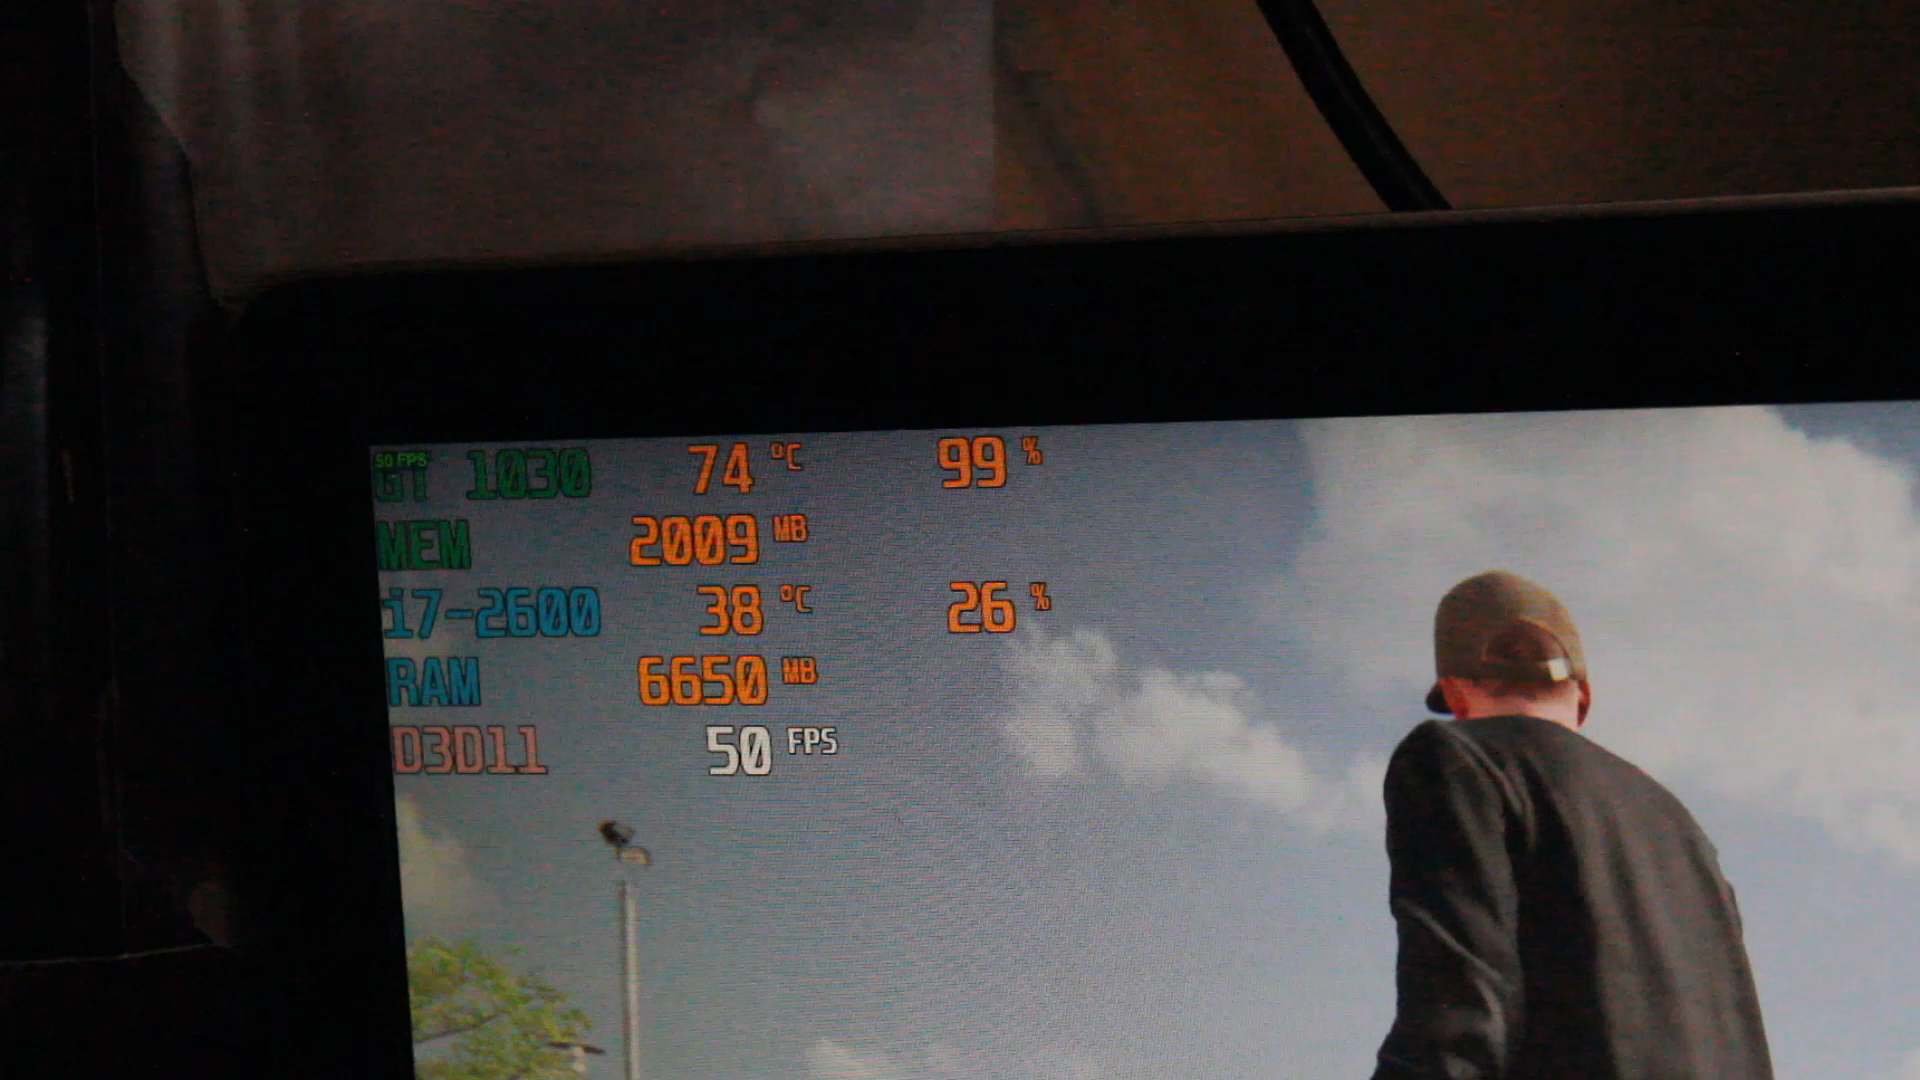 50 FPS
GT 1030 74 °C 99 %
MEM 2009 MB
i7-2600 38 °C 26 %
RAM 6650 MB
D3D11 50 FPS